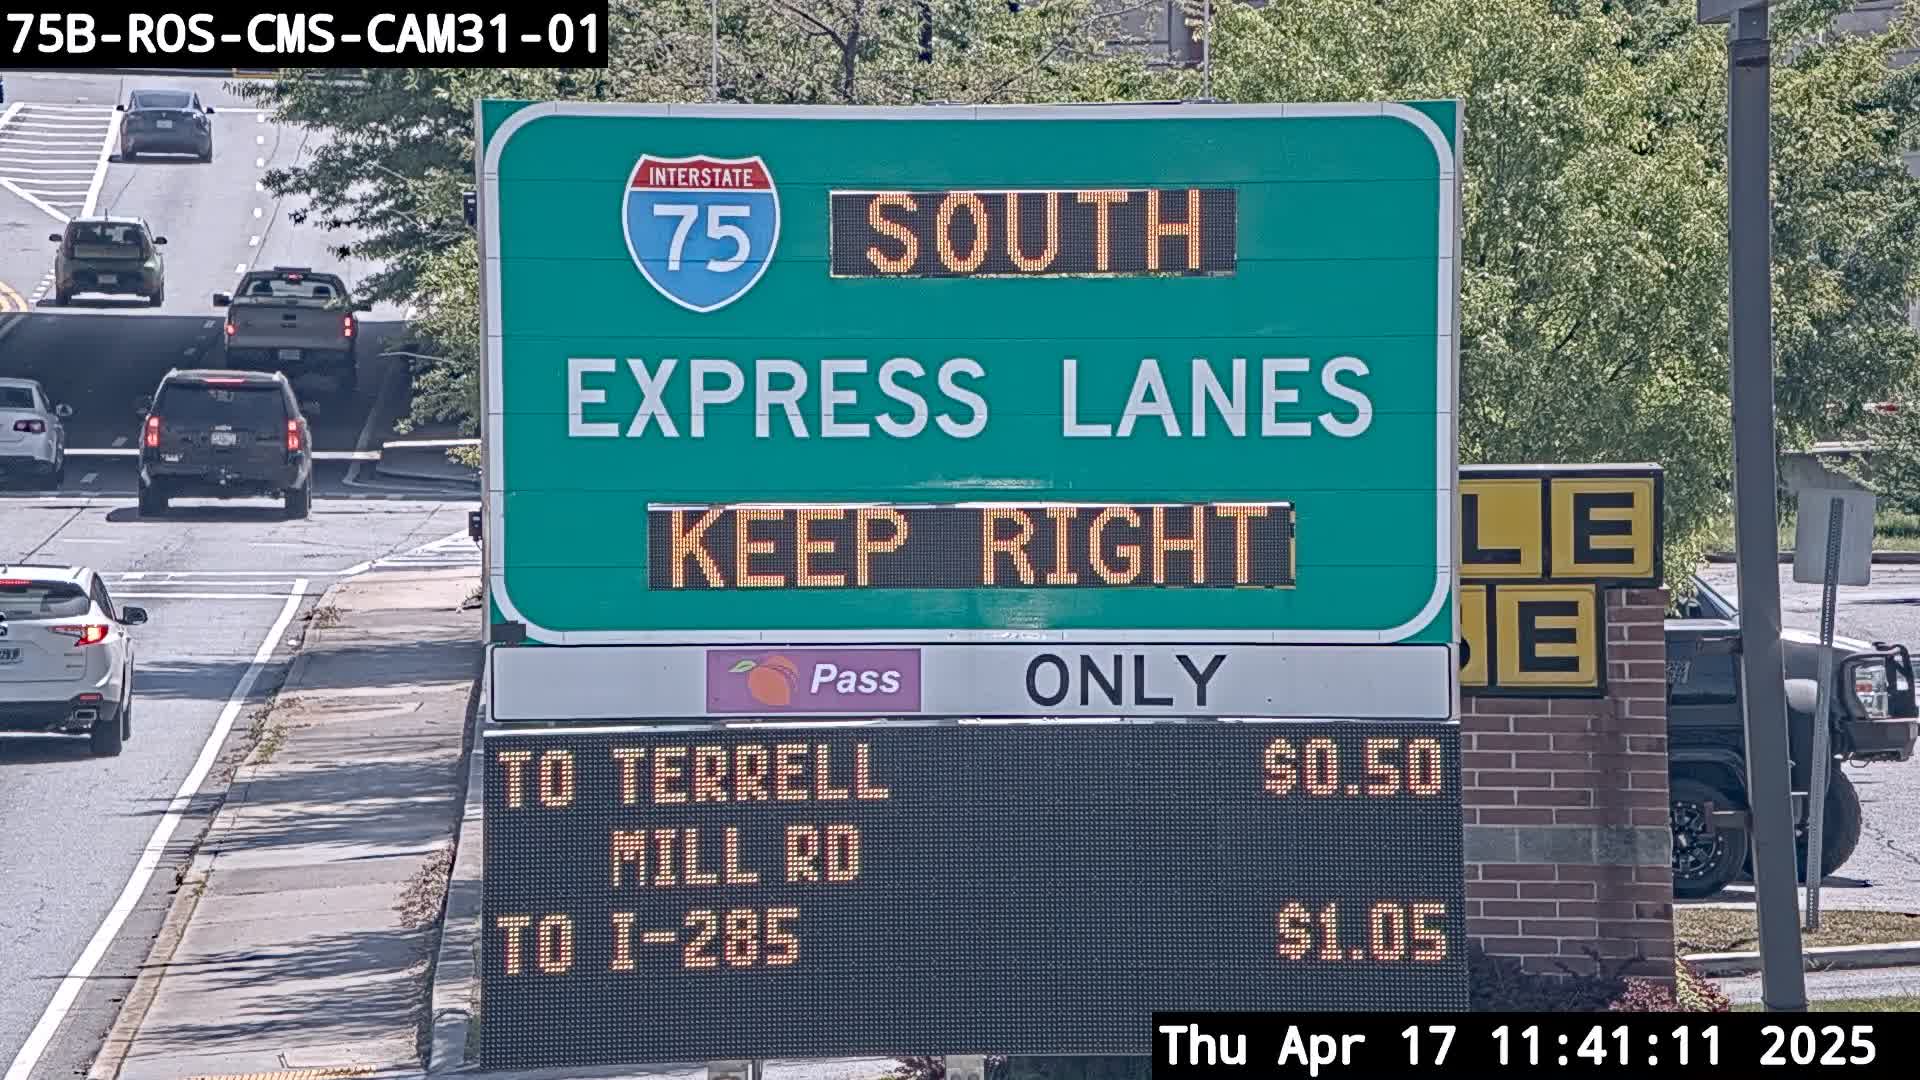 75B-ROS-CMS-CAM31-01
INTERSTATE
75
SOUTH
EXPRESS LANES
KEEP RIGHT
Pass ONLY
TO TERRELL $0.50
MILL RD
TO I-285 $1.05
LE
E
Thu Apr 17 11:41:11 2025